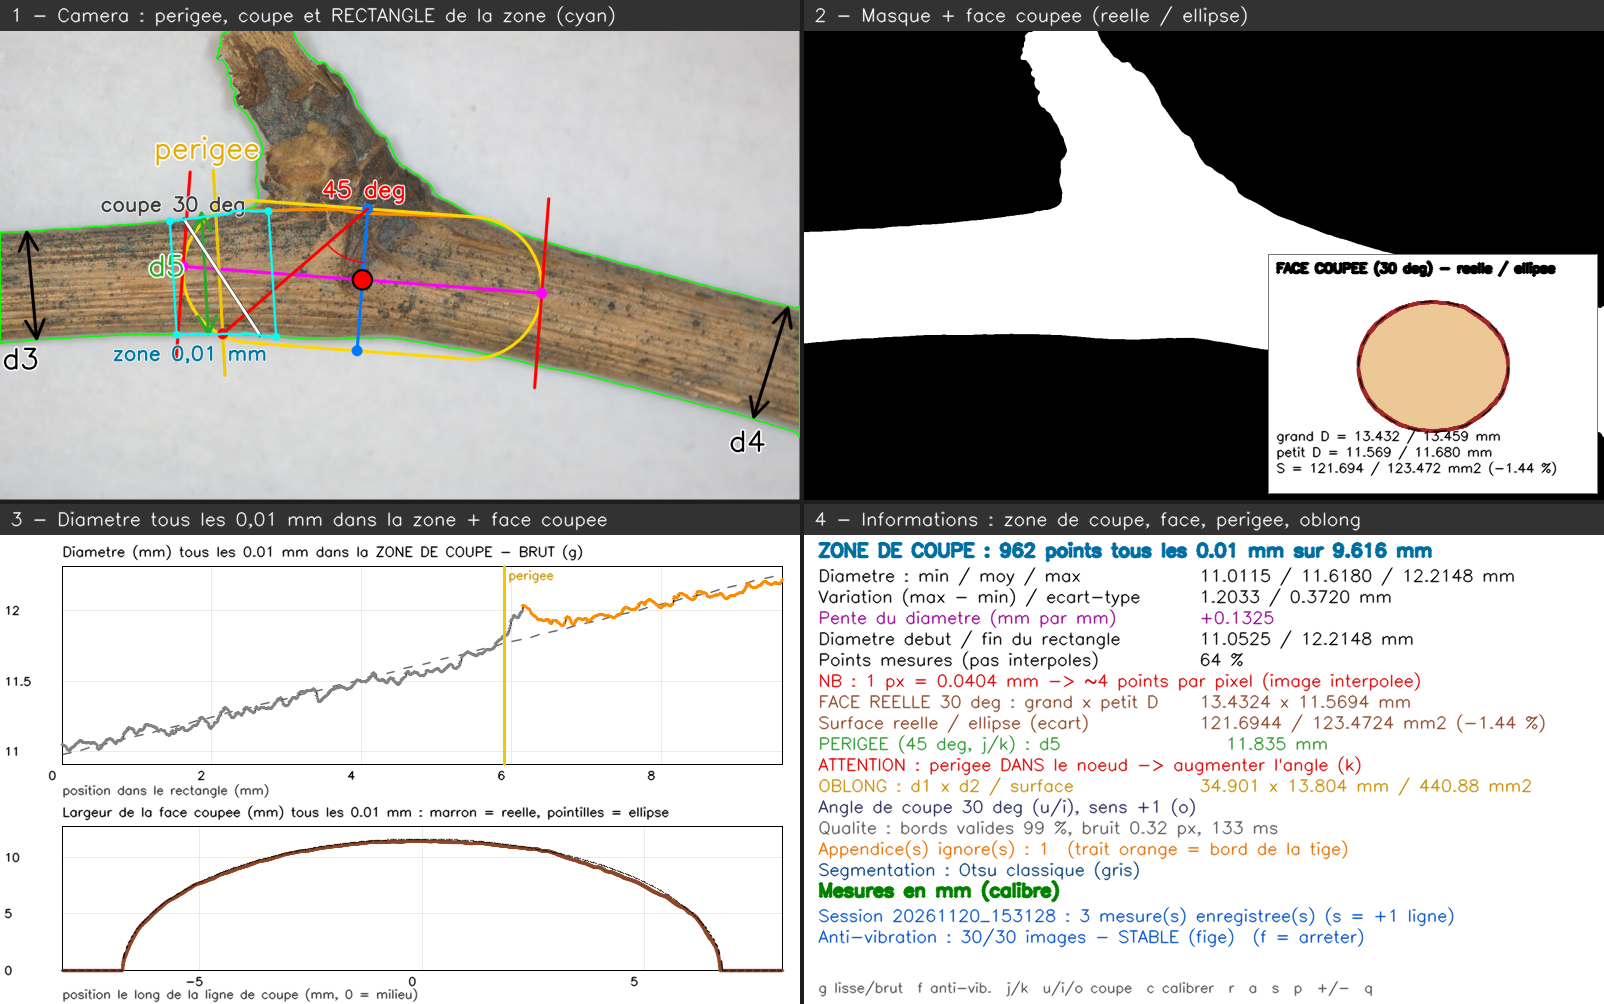 1 - Camera : perigee, coupe et RECTANGLE de la zone (cyan)
perigee
45 deg
coupe 30 deg
d5
d3
zone 0,01 mm
d4
2 - Masque + face coupee (reelle / ellipse)
FACE COUPEE (30 deg) - reelle / ellipse
grand D = 13.432 / 13.459 mm
petit D = 11.569 / 11.680 mm
S = 121.694 / 123.472 mm2 (-1.44 %)
3 - Diametre tous les 0,01 mm dans la zone + face coupee
Diametre (mm) tous les 0.01 mm dans la ZONE DE COUPE - BRUT (g)
perigee
12
11.5
11
0 2 4 6 8
position dans le rectangle (mm)
Largeur de la face coupee (mm) tous les 0.01 mm : marron = reelle, pointilles = ellipse
10
5
0
-5 0 5
position le long de la ligne de coupe (mm, 0 = milieu)
4 - Informations : zone de coupe, face, perigee, oblong
ZONE DE COUPE : 962 points tous les 0.01 mm sur 9.616 mm
Diametre : min / moy / max 11.0115 / 11.6180 / 12.2148 mm
Variation (max - min) / ecart-type 1.2033 / 0.3720 mm
Pente du diametre (mm par mm) +0.1325
Diametre debut / fin du rectangle 11.0525 / 12.2148 mm
Points mesures (pas interpoles) 64 %
NB : 1 px = 0.0404 mm -> ~4 points par pixel (image interpolee)
FACE REELLE 30 deg : grand x petit D 13.4324 x 11.5694 mm
Surface reelle / ellipse (ecart) 121.6944 / 123.4724 mm2 (-1.44 %)
PERIGEE (45 deg, j/k) : d5 11.835 mm
ATTENTION : perigee DANS le noeud -> augmenter l'angle (k)
OBLONG : d1 x d2 / surface 34.901 x 13.804 mm / 440.88 mm2
Angle de coupe 30 deg (u/i), sens +1 (o)
Qualite : bords valides 99 %, bruit 0.32 px, 133 ms
Appendice(s) ignore(s) : 1 (trait orange = bord de la tige)
Segmentation : Otsu classique (gris)
Mesures en mm (calibre)
Session 20261120_153128 : 3 mesure(s) enregistree(s) (s = +1 ligne)
Anti-vibration : 30/30 images - STABLE (fige) (f = arreter)
g lisse/brut f anti-vib. j/k u/i/o coupe c calibrer r a s p +/- q